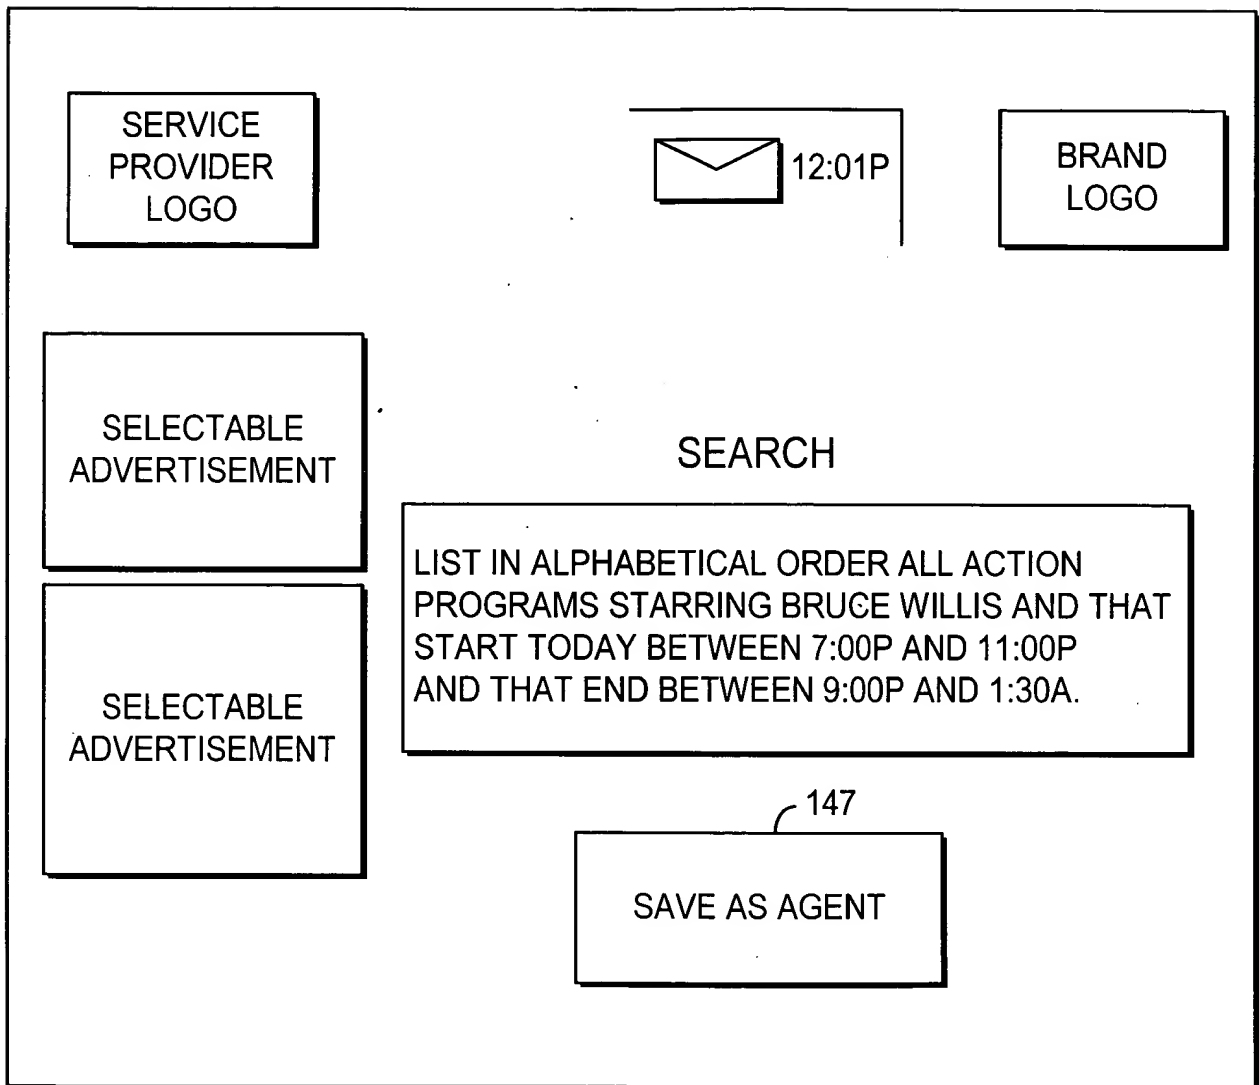 SERVICE
PROVIDER
LOGO
12:01P
BRAND
LOGO
SELECTABLE
ADVERTISEMENT
SEARCH
LIST IN ALPHABETICAL ORDER ALL ACTION
PROGRAMS STARRING BRUCE WILLIS AND THAT
START TODAY BETWEEN 7:00P AND 11:00P
AND THAT END BETWEEN 9:00P AND 1:30A.
SELECTABLE
ADVERTISEMENT
147
SAVE AS AGENT